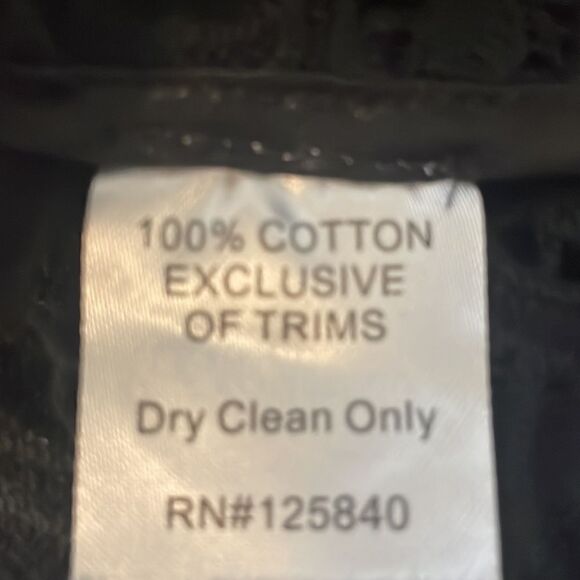 100% COTTON
EXCLUSIVE
OF TRIMS
Dry Clean Only
RN#125840